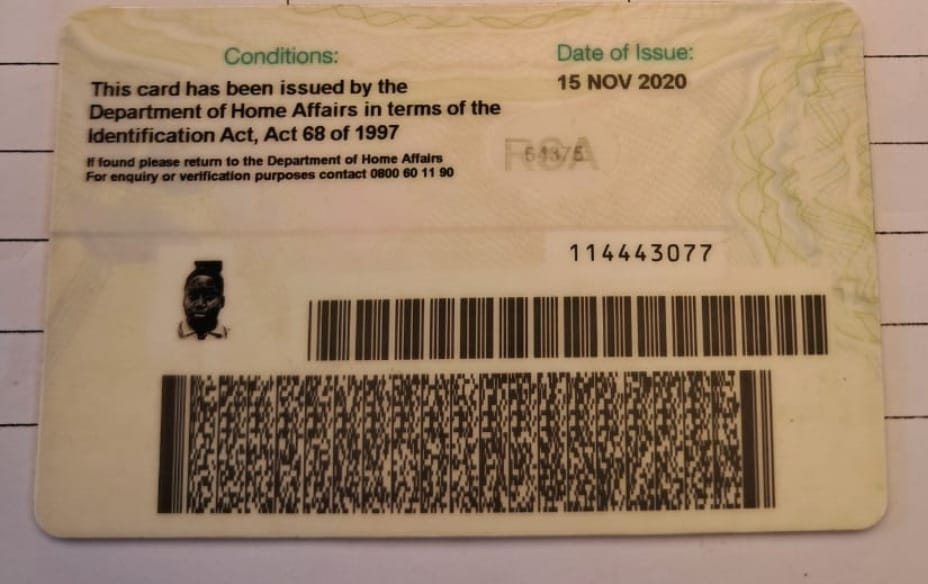 Conditions:
This card has been issued by the
Department of Home Affairs in terms of the
Identification Act, Act 68 of 1997
If found please return to the Department of Home Affairs
For enquiry or verification purposes contact 0800 60 11 90
Date of Issue:
15 NOV 2020
RSA
114443077